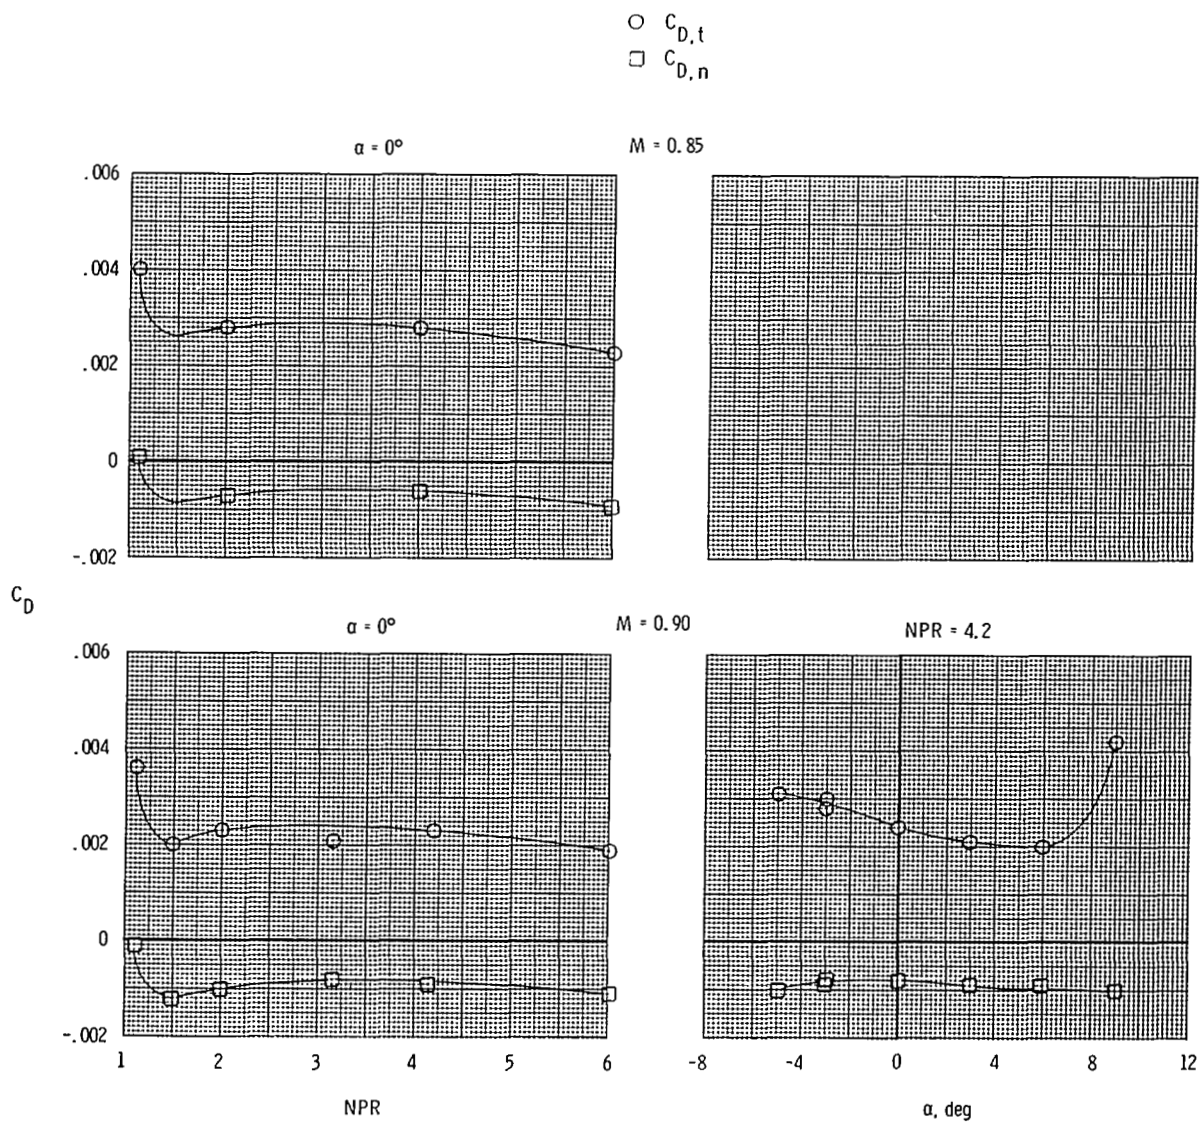 C_D,t
C_D,n
α = 0° M = 0.85
.006
.004
.002
0
-.002
C_D
α = 0° M = 0.90 NPR = 4.2
.006
.004
.002
0
-.002
1 2 3 4 5 6 -8 -4 0 4 8 12
NPR α, deg